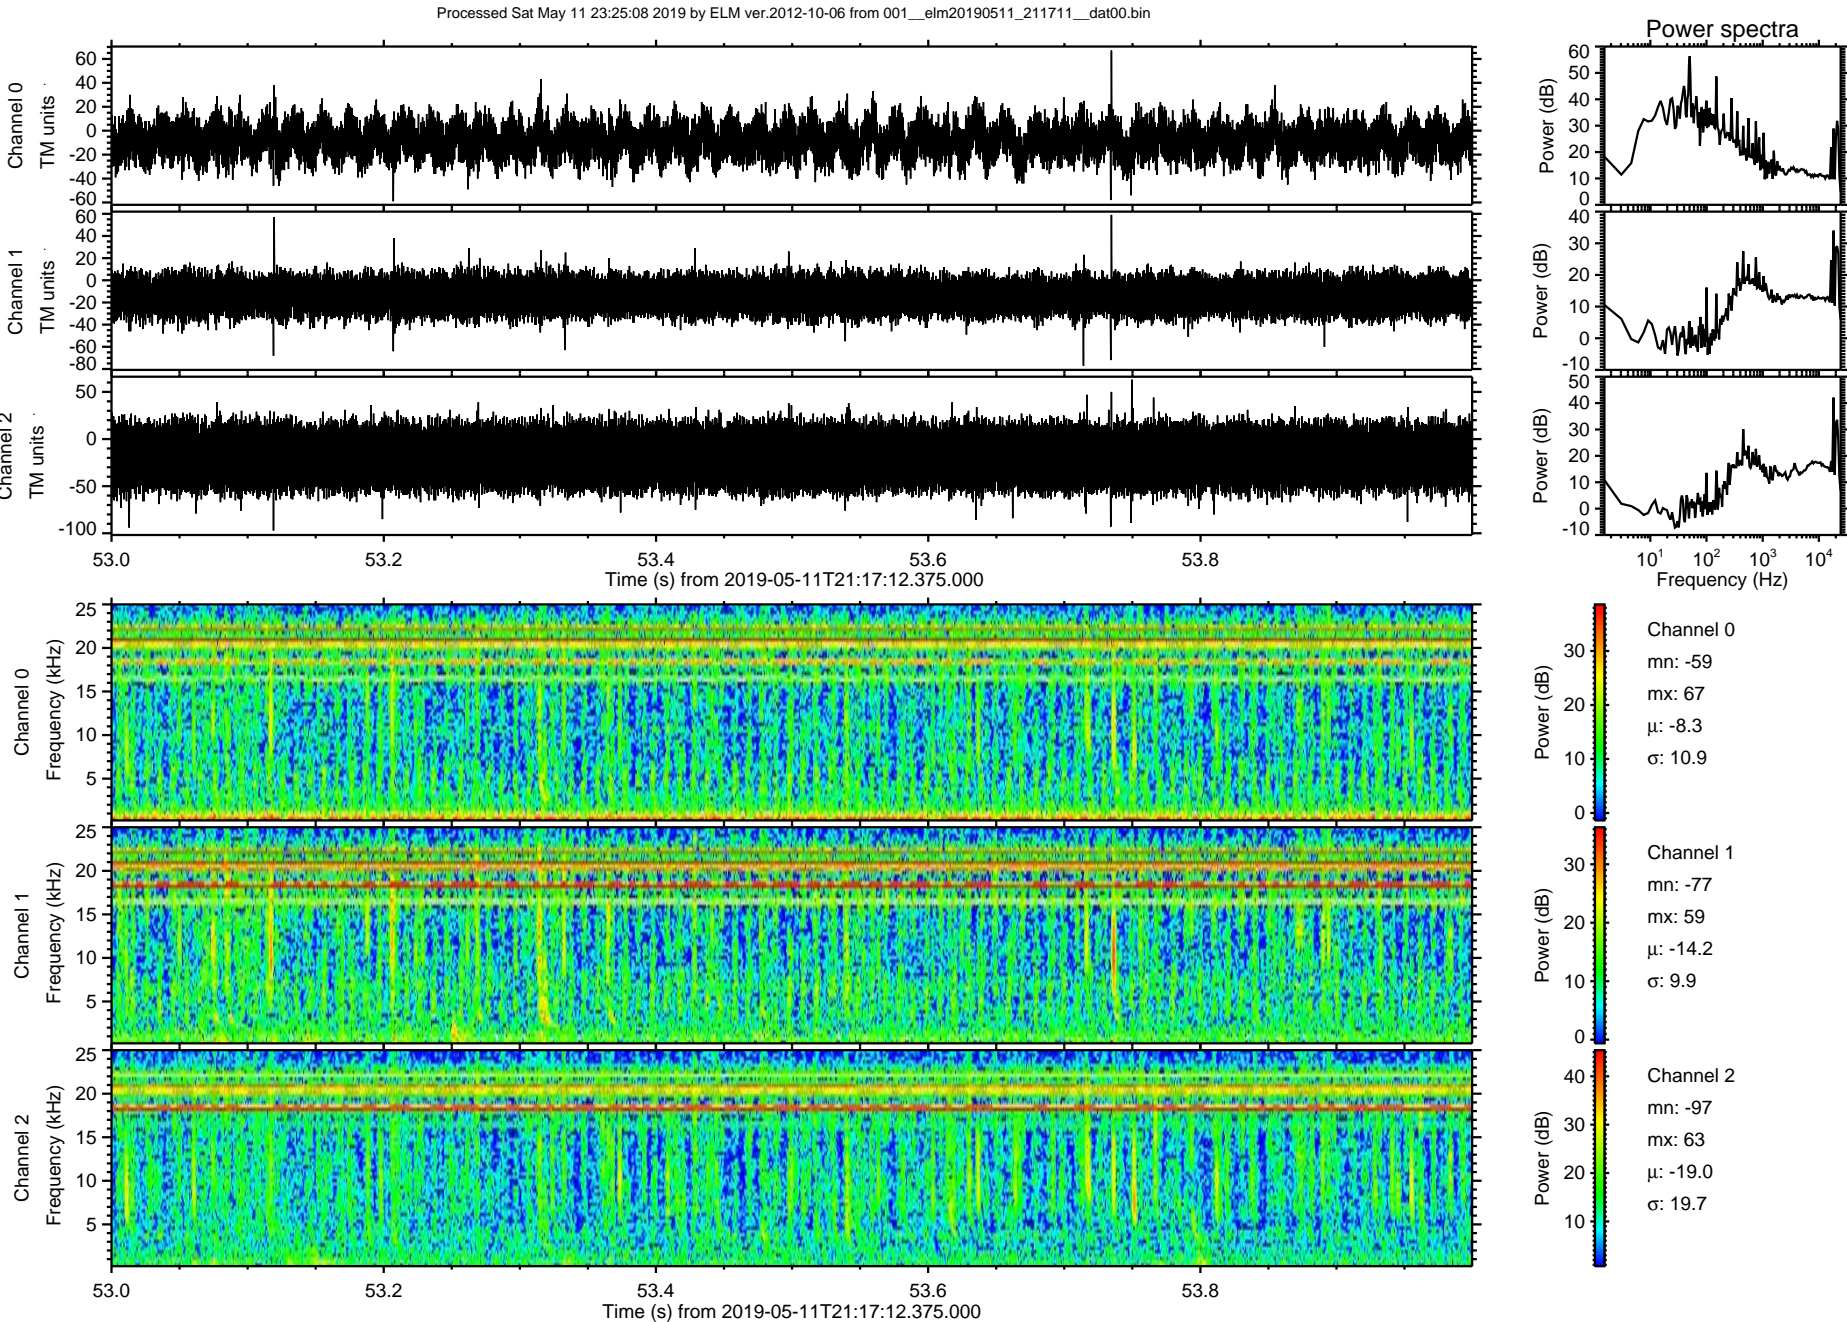 Processed Sat May 11 23:25:08 2019 by ELM ver.2012-10-06 from 001__elm20190511_211711__dat00.bin
Power spectra
Channel 0
TM units
60
40
20
0
-20
-40
-60
Power (dB)
60
50
40
30
20
10
0
Channel 1
TM units
60
40
20
0
-20
-40
-60
-80
Power (dB)
40
30
20
10
0
-10
Channel 2
TM units
50
0
-50
-100
Power (dB)
50
40
30
20
10
0
-10
53.0 53.2 53.4 53.6 53.8
Time (s) from 2019-05-11T21:17:12.375.000
10¹ 10² 10³ 10⁴
Frequency (Hz)
Channel 0
Frequency (kHz)
25
20
15
10
5
Power (dB)
30
20
10
0
Channel 0
mn: -59
mx: 67
μ: -8.3
σ: 10.9
Channel 1
Frequency (kHz)
25
20
15
10
5
Power (dB)
30
20
10
0
Channel 1
mn: -77
mx: 59
μ: -14.2
σ: 9.9
Channel 2
Frequency (kHz)
25
20
15
10
5
Power (dB)
40
30
20
10
Channel 2
mn: -97
mx: 63
μ: -19.0
σ: 19.7
53.0 53.2 53.4 53.6 53.8
Time (s) from 2019-05-11T21:17:12.375.000